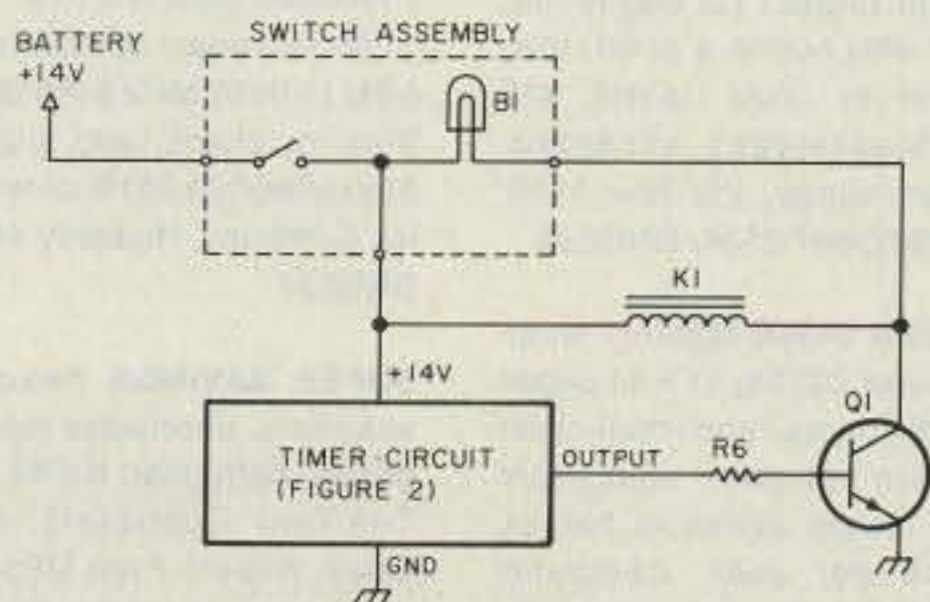 SWITCH ASSEMBLY
BATTERY
+14V
B1
K1
+14V
Q1
TIMER CIRCUIT
(FIGURE 2)
OUTPUT
R6
GND